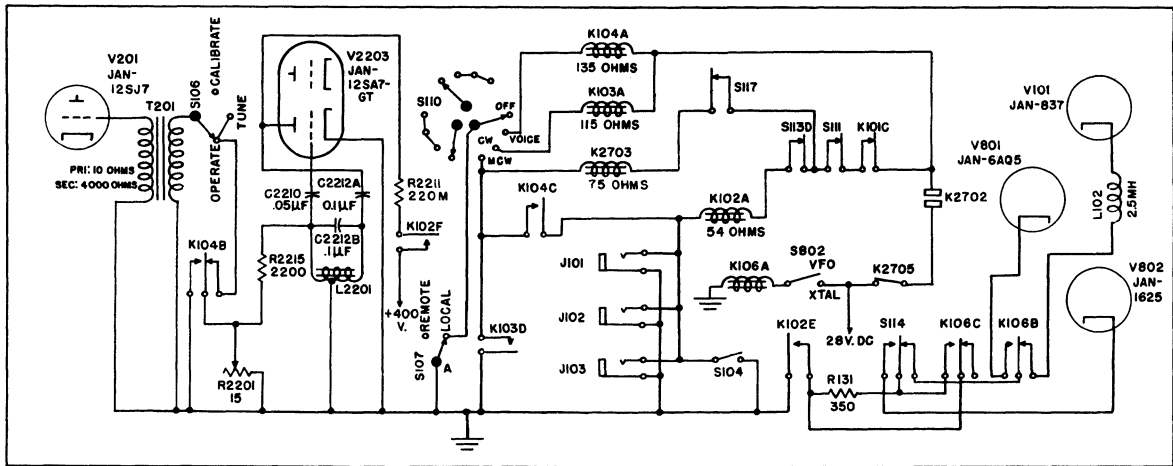 V201
JAN-
12SJ7
T201
PRI: 10 OHMS
SEC: 4000 OHMS
S106
CALIBRATE
TUNE
OPERATE
K104B
R2201
15
R2215
2200
V2203
JAN-
12SA7-
GT
C2210
.05µF
C2212A
0.1µF
C2212B
.1µF
L2201
R2211
220M
K102F
+400
V.
S110
OFF
VOICE
CW
MCW
REMOTE
LOCAL
S107
A
K104A
135 OHMS
K103A
115 OHMS
K2703
75 OHMS
K104C
K103D
S117
S113D
S111
K101C
K102A
54 OHMS
K2702
J101
J102
J103
K106A
S802
VFO
XTAL
K2705
28V. DC
S104
K102E
R131
350
S114
K106C
K106B
V801
JAN-6AQ5
V101
JAN-837
L102
2.5MH
V802
JAN-
1625